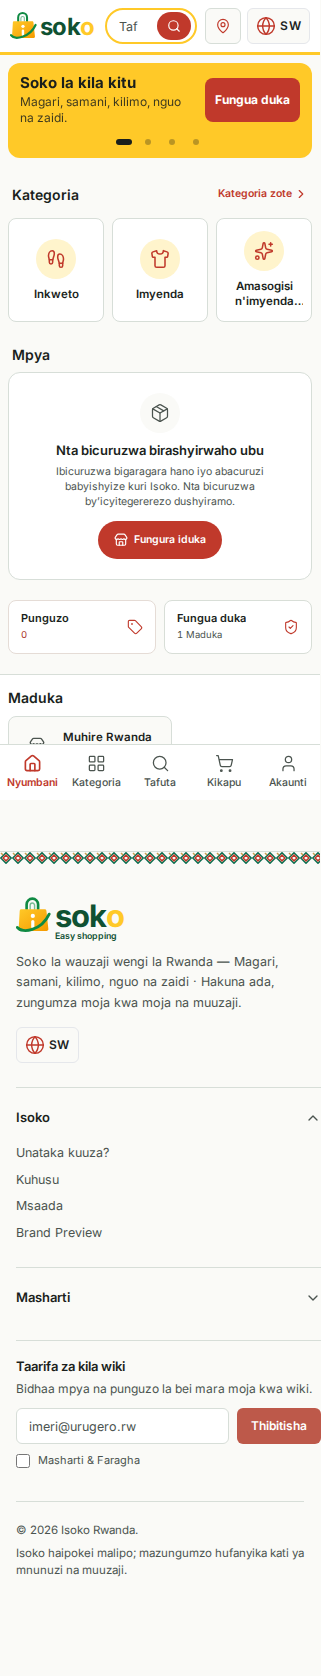 soko
Taf
SW
Soko la kila kitu
Magari, samani, kilimo, nguo
na zaidi.
Fungua duka
Kategoria
Kategoria zote
Inkweto
Imyenda
Amasogisi
n'imyenda...
Mpya
Nta bicuruzwa birashyirwaho ubu
Ibicuruzwa bigaragara hano iyo abacuruzi
babyishyize kuri Isoko. Nta bicuruzwa
by'icyitegererezo dushyiramo.
Fungura iduka
Punguzo
0
Fungua duka
1 Maduka
Maduka
Muhire Rwanda
Nyumbani
Kategoria
Tafuta
Kikapu
Akaunti
soko
Easy shopping
Soko la wauzaji wengi la Rwanda — Magari,
samani, kilimo, nguo na zaidi · Hakuna ada,
zungumza moja kwa moja na muuzaji.
SW
Isoko
Unataka kuuza?
Kuhusu
Msaada
Brand Preview
Masharti
Taarifa za kila wiki
Bidhaa mpya na punguzo la bei mara moja kwa wiki.
imeri@urugero.rw
Thibitisha
Masharti & Faragha
© 2026 Isoko Rwanda.
Isoko haipokei malipo; mazungumzo hufanyika kati ya
mnunuzi na muuzaji.